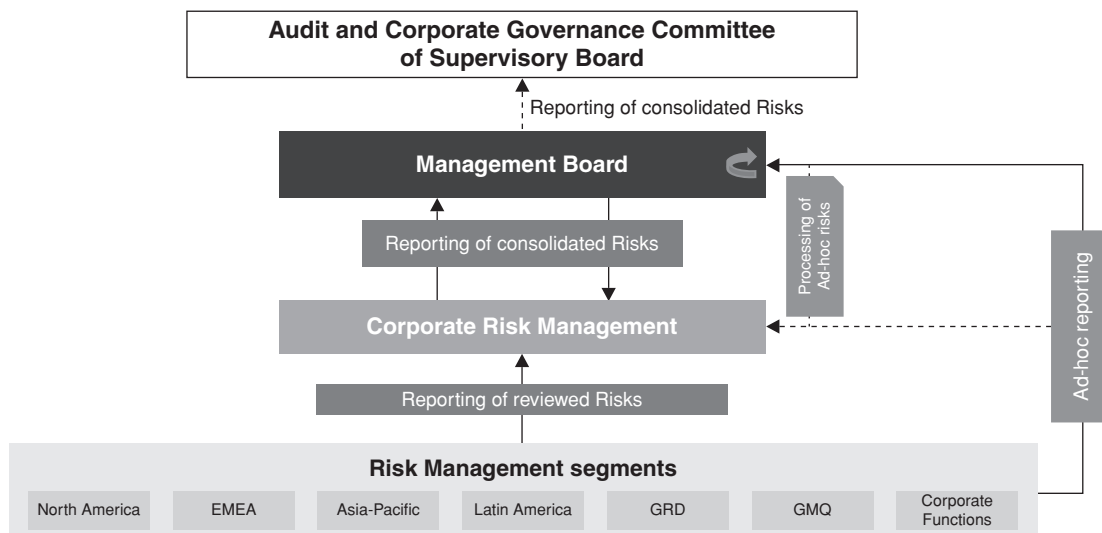 Audit and Corporate Governance Committee
of Supervisory Board
Reporting of consolidated Risks
Management Board
Processing of
Ad-hoc risks
Reporting of consolidated Risks
Corporate Risk Management
Ad-hoc reporting
Reporting of reviewed Risks
Risk Management segments
North America
EMEA
Asia-Pacific
Latin America
GRD
GMQ
Corporate
Functions